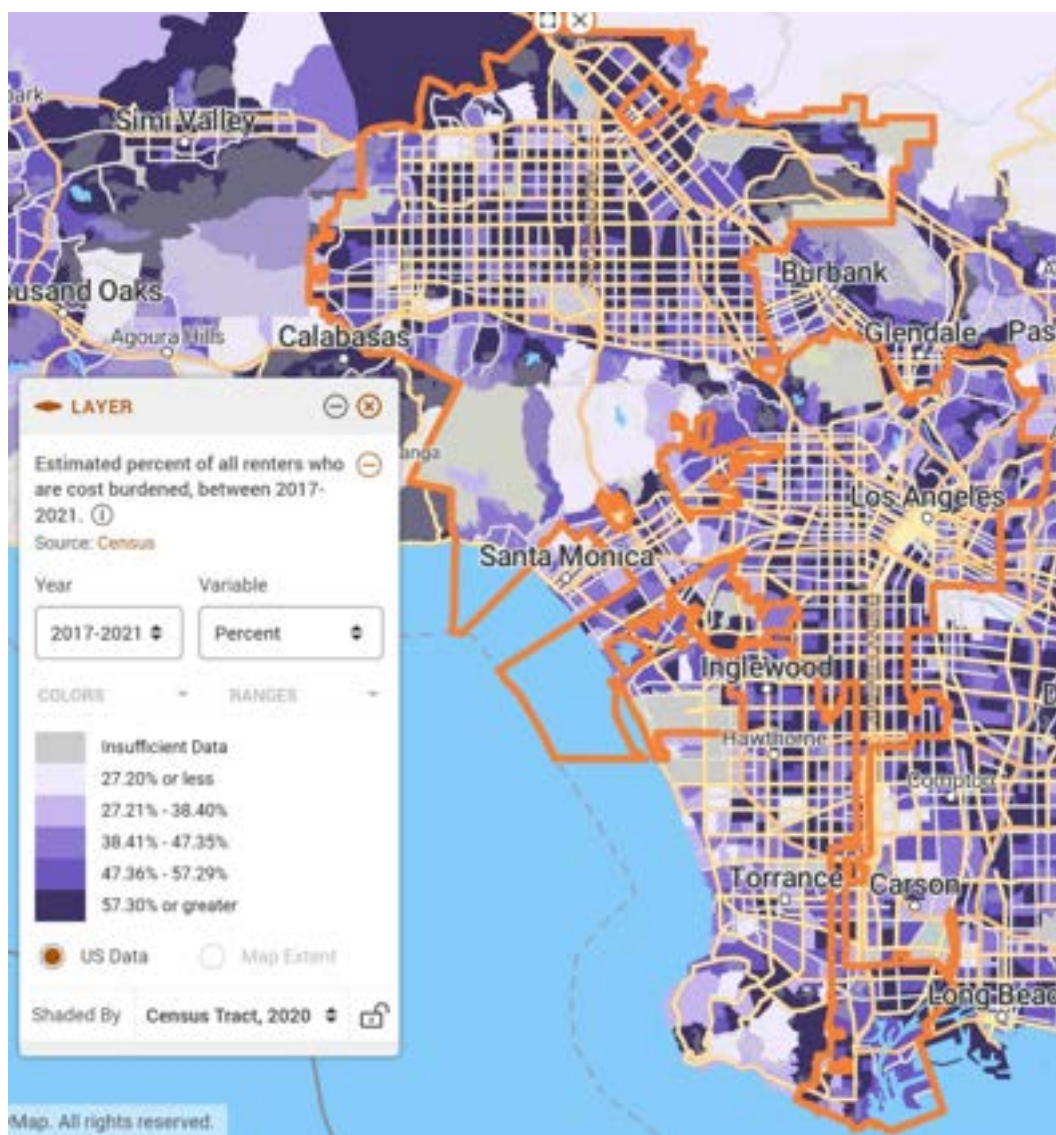 ark
Simi Valley
ousand Oaks
Agoura Hills
Calabasas
Burbank
Glendale
Pas
anga
Los Angeles
Santa Monica
Inglewood
Hawthorne
Compton
Torrance
Carson
Long Beac
LAYER
Estimated percent of all renters who
are cost burdened, between 2017-
2021.
Source: Census
Year Variable
2017-2021 Percent
COLORS RANGES
Insufficient Data
27.20% or less
27.21% - 38.40%
38.41% - 47.35%
47.36% - 57.29%
57.30% or greater
US Data Map Extent
Shaded By Census Tract, 2020
Map. All rights reserved.